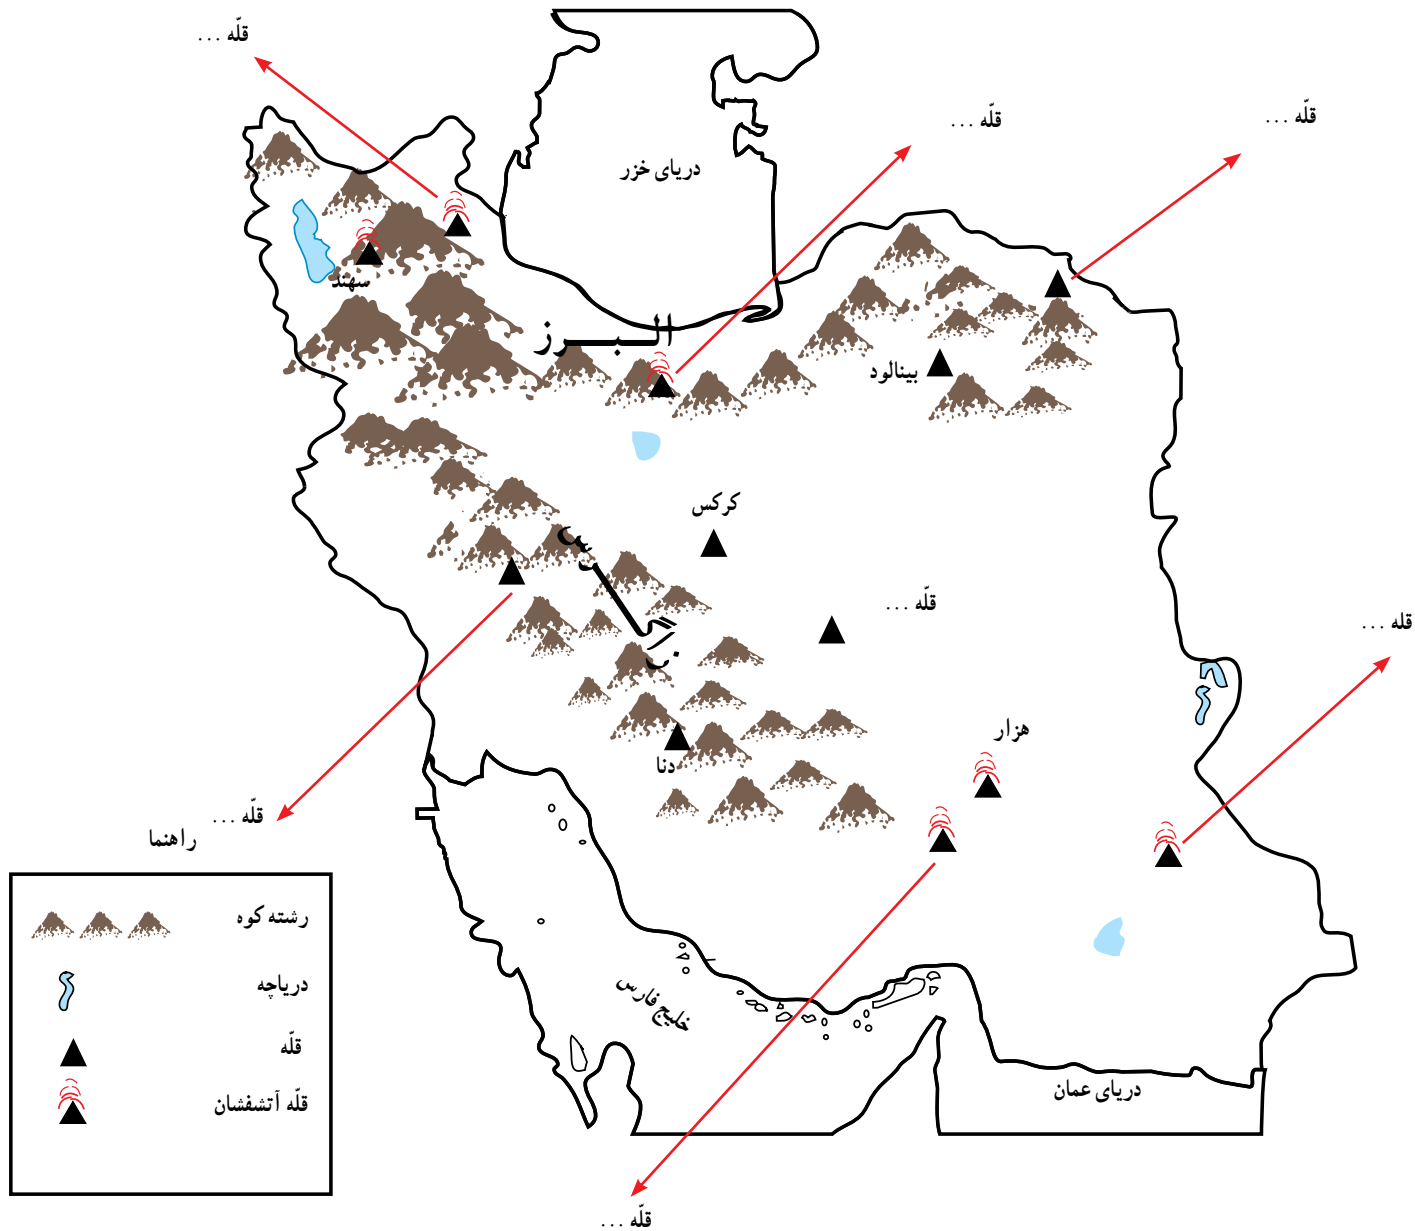 قلّه ...
قلّه ...
قلّه ...
دریای خزر
سهند
البرز
بینالود
کرکس
زاگرس
قلّه ...
قله ...
هزار
دنا
قلّه ...
راهنما
رشته کوه
دریاچه
قلّه
قلّه آتشفشان
خلیج فارس
دریای عمان
قلّه ...